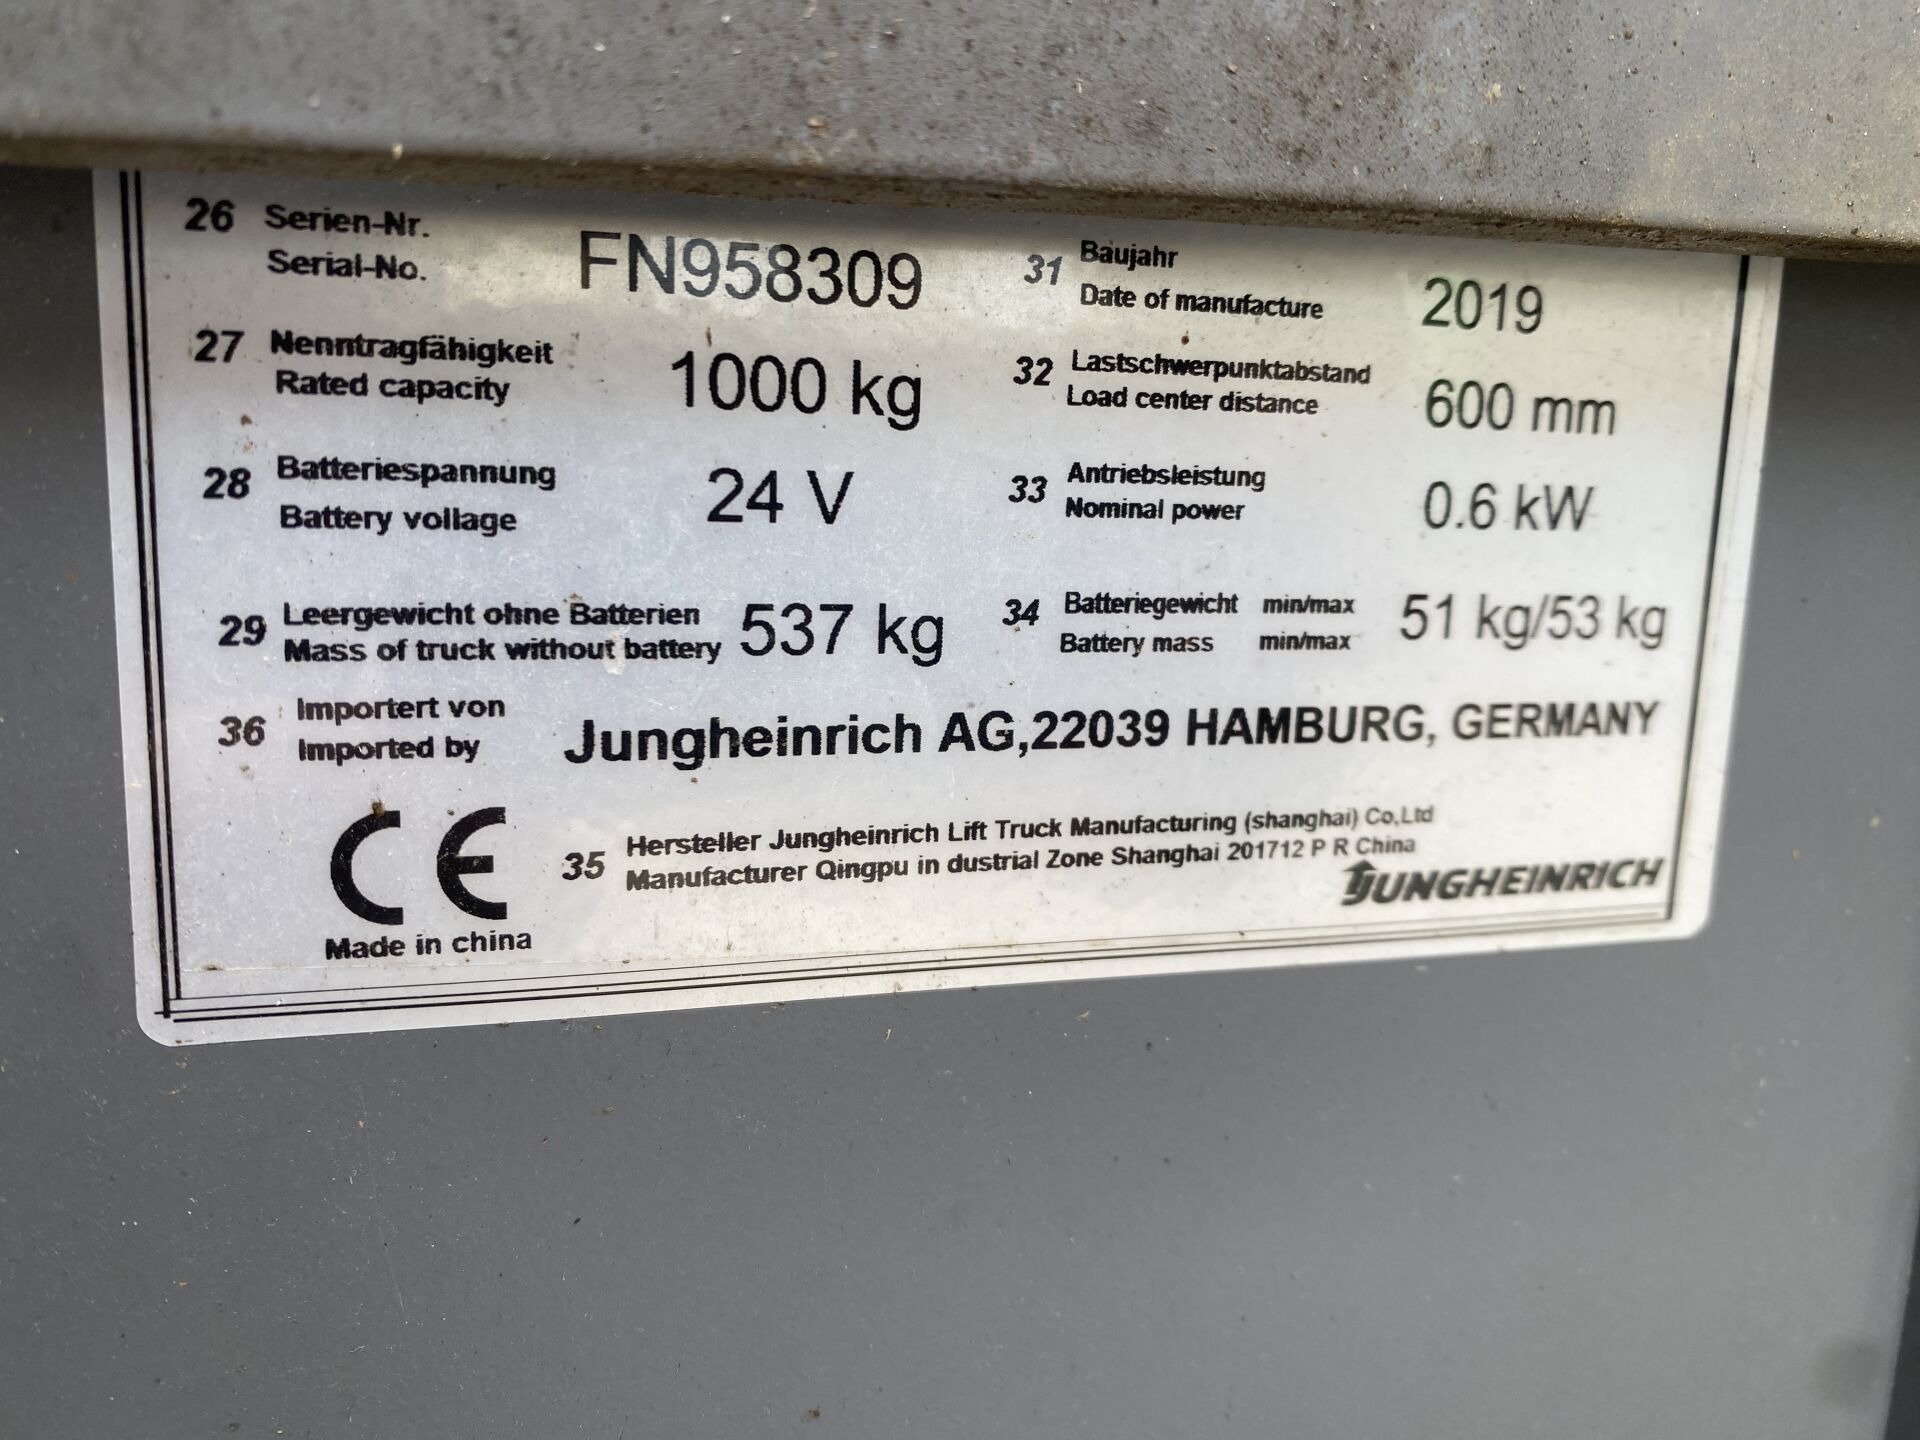 26 Serien-Nr. FN958309 31 Baujahr 2019
Serial-No. Date of manufacture
27 Nenntragfähigkeit 1000 kg 32 Lastschwerpunktabstand 600 mm
Rated capacity Load center distance
28 Batteriespannung 24 V 33 Antriebsleistung 0.6 kW
Battery vollage Nominal power
29 Leergewicht ohne Batterien 537 kg 34 Batteriegewicht min/max 51 kg/53 kg
Mass of truck without battery Battery mass min/max
36 Importert von Jungheinrich AG,22039 HAMBURG, GERMANY
Imported by
CE 35 Hersteller Jungheinrich Lift Truck Manufacturing (shanghai) Co,Ltd
Manufacturer Qingpu in dustrial Zone Shanghai 201712 P R China
JUNGHEINRICH
Made in china